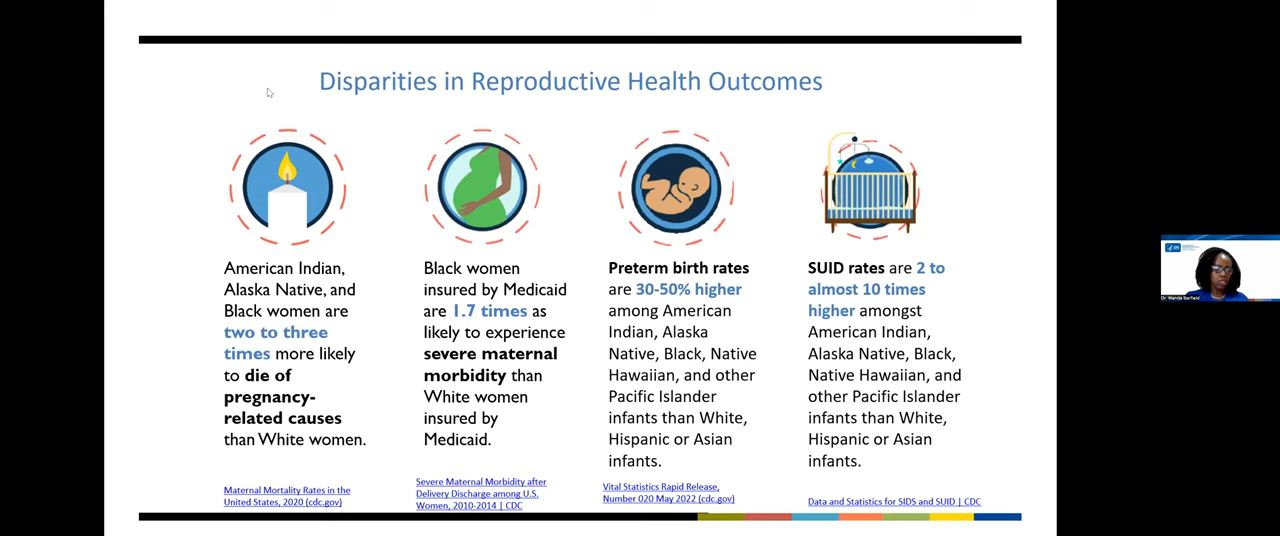 Disparities in Reproductive Health Outcomes
American Indian,
Alaska Native, and
Black women are
two to three
times more likely
to die of
pregnancy-
related causes
than White women.
Maternal Mortality Rates in the
United States, 2020 (cdc.gov)
Black women
insured by Medicaid
are 1.7 times as
likely to experience
severe maternal
morbidity than
White women
insured by
Medicaid.
Severe Maternal Morbidity after
Delivery Discharge among U.S.
Women, 2010-2014 | CDC
Preterm birth rates
are 30-50% higher
among American
Indian, Alaska
Native, Black, Native
Hawaiian, and other
Pacific Islander
infants than White,
Hispanic or Asian
infants.
Vital Statistics Rapid Release,
Number 020 May 2022 (cdc.gov)
SUID rates are 2 to
almost 10 times
higher amongst
American Indian,
Alaska Native, Black,
Native Hawaiian, and
other Pacific Islander
infants than White,
Hispanic or Asian
infants.
Data and Statistics for SIDS and SUID | CDC
CDC
Dr. Wanda Barfield